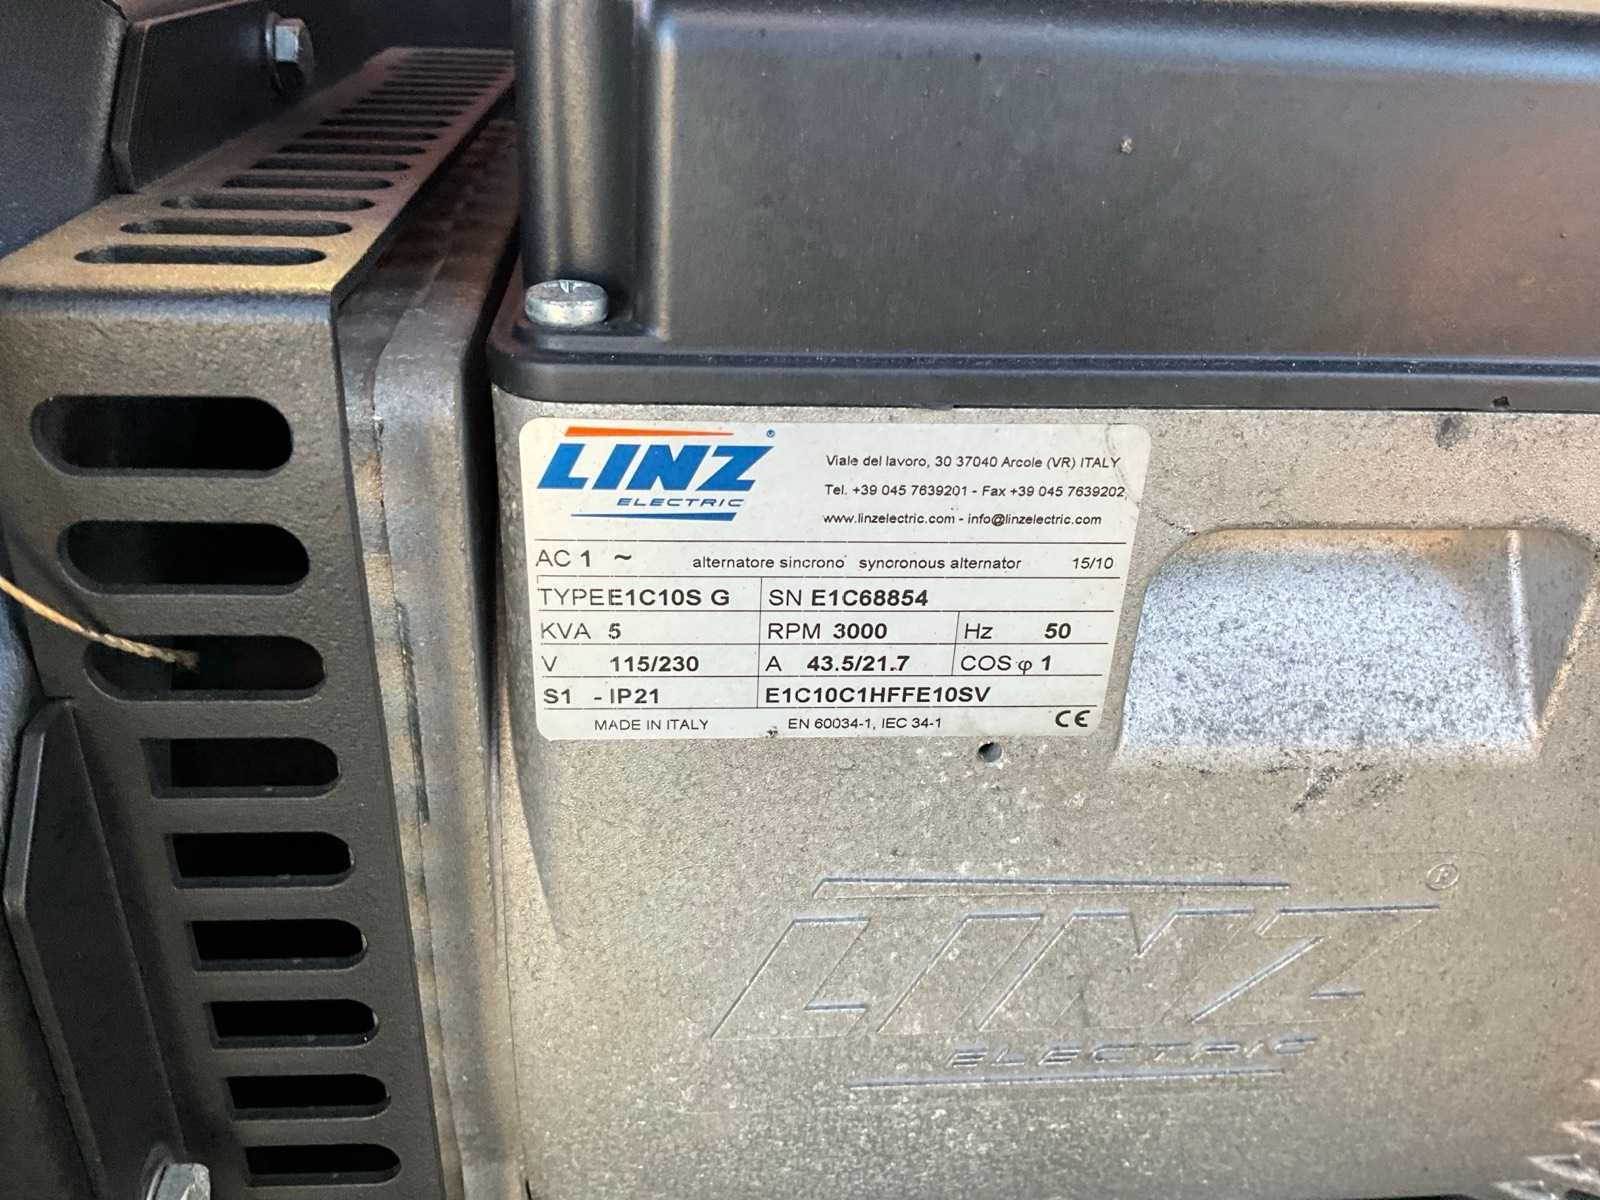 LINZ ®
ELECTRIC
Viale del lavoro, 30 37040 Arcole (VR) ITALY
Tel. +39 045 7639201 - Fax +39 045 7639202
www.linzelectric.com - info@linzelectric.com
AC 1 ~ alternatore sincrono syncronous alternator 15/10
TYPE E1C10S G SN E1C68854
KVA 5 RPM 3000 Hz 50
V 115/230 A 43.5/21.7 COS φ 1
S1 - IP21 E1C10C1HFFE10SV
MADE IN ITALY EN 60034-1, IEC 34-1 CE
LINZ ®
ELECTRIC